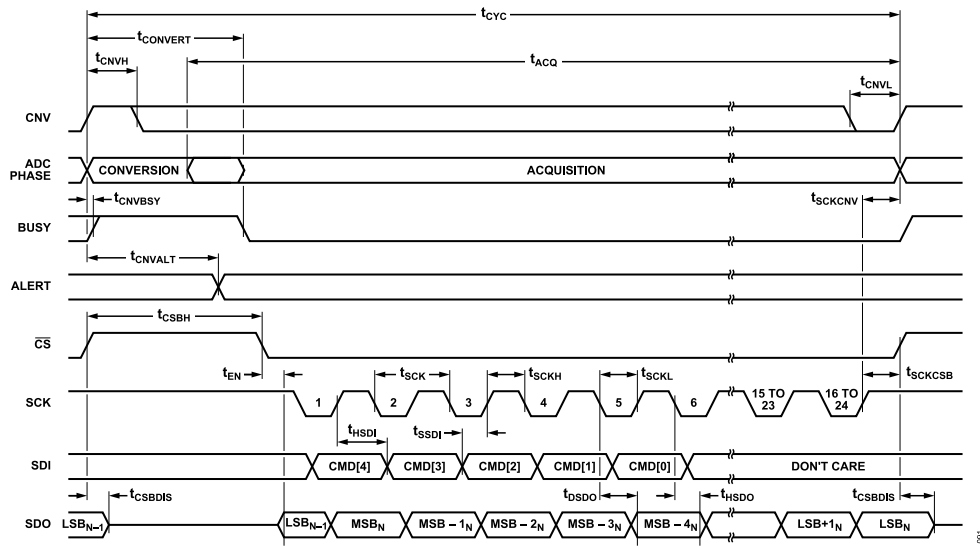 tCYC
tCONVERT
tCNVH
tACQ
tCNVL
CNV
ADC
PHASE
CONVERSION
ACQUISITION
tCNVBSY
tSCKCNV
BUSY
tCNVALT
ALERT
tCSBH
CS
tEN
tSCK
tSCKH
tSCKL
tSCKCSB
SCK
1
2
3
4
5
6
15 TO
23
16 TO
24
tHSDI
tSSDI
SDI
CMD[4]
CMD[3]
CMD[2]
CMD[1]
CMD[0]
DON'T CARE
tCSBDIS
tDSDO
tHSDO
tCSBDIS
SDO
LSBN-1
LSBN-1
MSBN
MSB – 1N
MSB – 2N
MSB – 3N
MSB – 4N
LSB+1N
LSBN